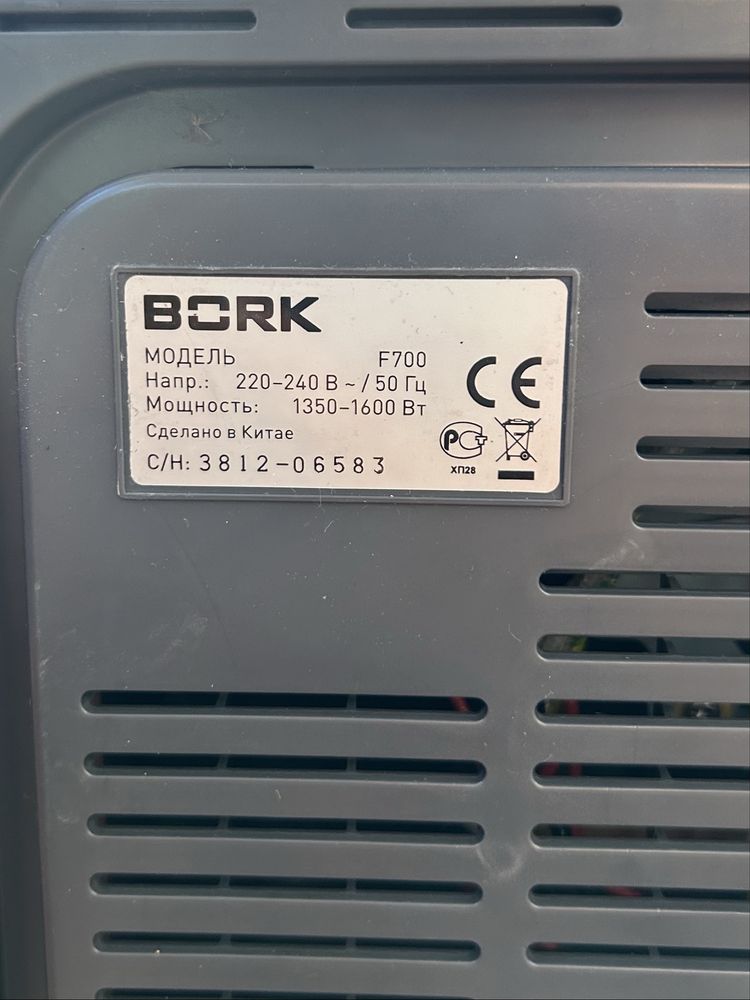 BORK
МОДЕЛЬ F700
Напр.: 220-240 В ~ / 50 Гц
Мощность: 1350-1600 Вт
Сделано в Китае
С/Н: 3812-06583
CE
РСТ
ХП28